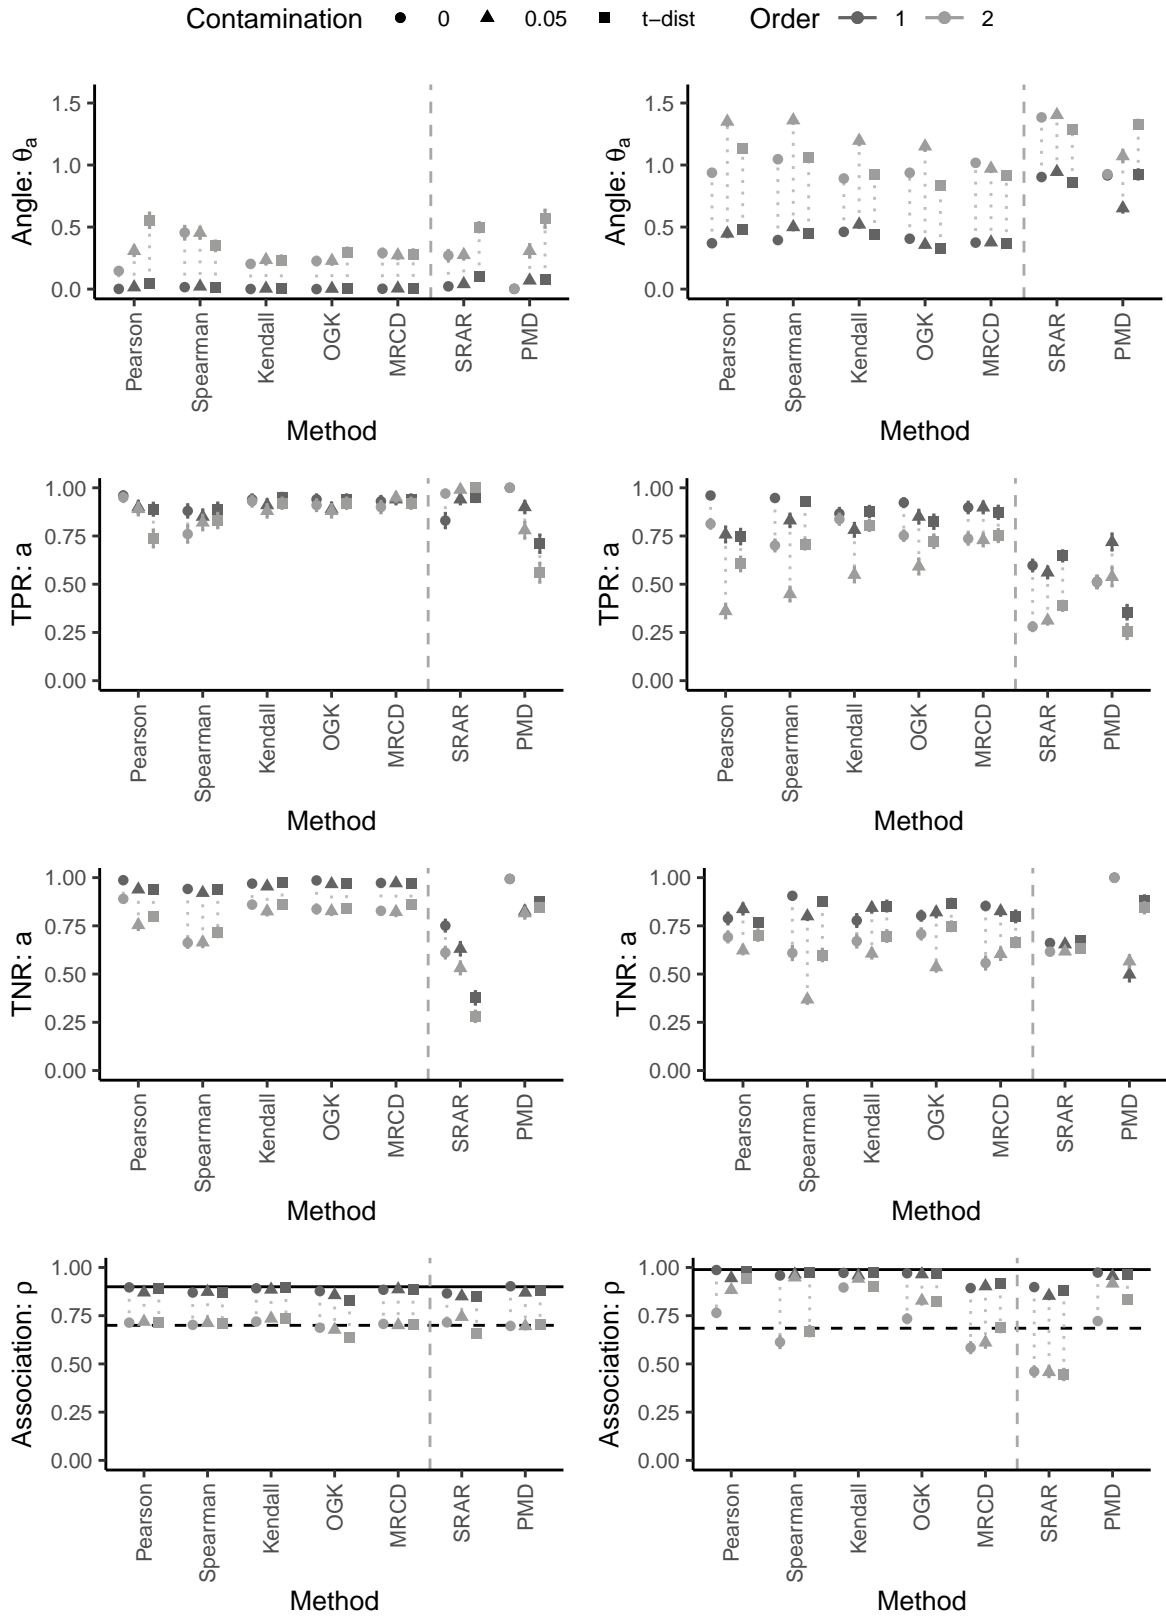 Contamination 0 0.05 t−dist Order 1 2
Angle: θa
1.5
1.0
0.5
0.0
Pearson
Spearman
Kendall
OGK
MRCD
SRAR
PMD
Method
Angle: θa
1.5
1.0
0.5
0.0
Pearson
Spearman
Kendall
OGK
MRCD
SRAR
PMD
Method
TPR: a
1.00
0.75
0.50
0.25
0.00
Pearson
Spearman
Kendall
OGK
MRCD
SRAR
PMD
Method
TPR: a
1.00
0.75
0.50
0.25
0.00
Pearson
Spearman
Kendall
OGK
MRCD
SRAR
PMD
Method
TNR: a
1.00
0.75
0.50
0.25
0.00
Pearson
Spearman
Kendall
OGK
MRCD
SRAR
PMD
Method
TNR: a
1.00
0.75
0.50
0.25
0.00
Pearson
Spearman
Kendall
OGK
MRCD
SRAR
PMD
Method
Association: ρ
1.00
0.75
0.50
0.25
0.00
Pearson
Spearman
Kendall
OGK
MRCD
SRAR
PMD
Method
Association: ρ
1.00
0.75
0.50
0.25
0.00
Pearson
Spearman
Kendall
OGK
MRCD
SRAR
PMD
Method